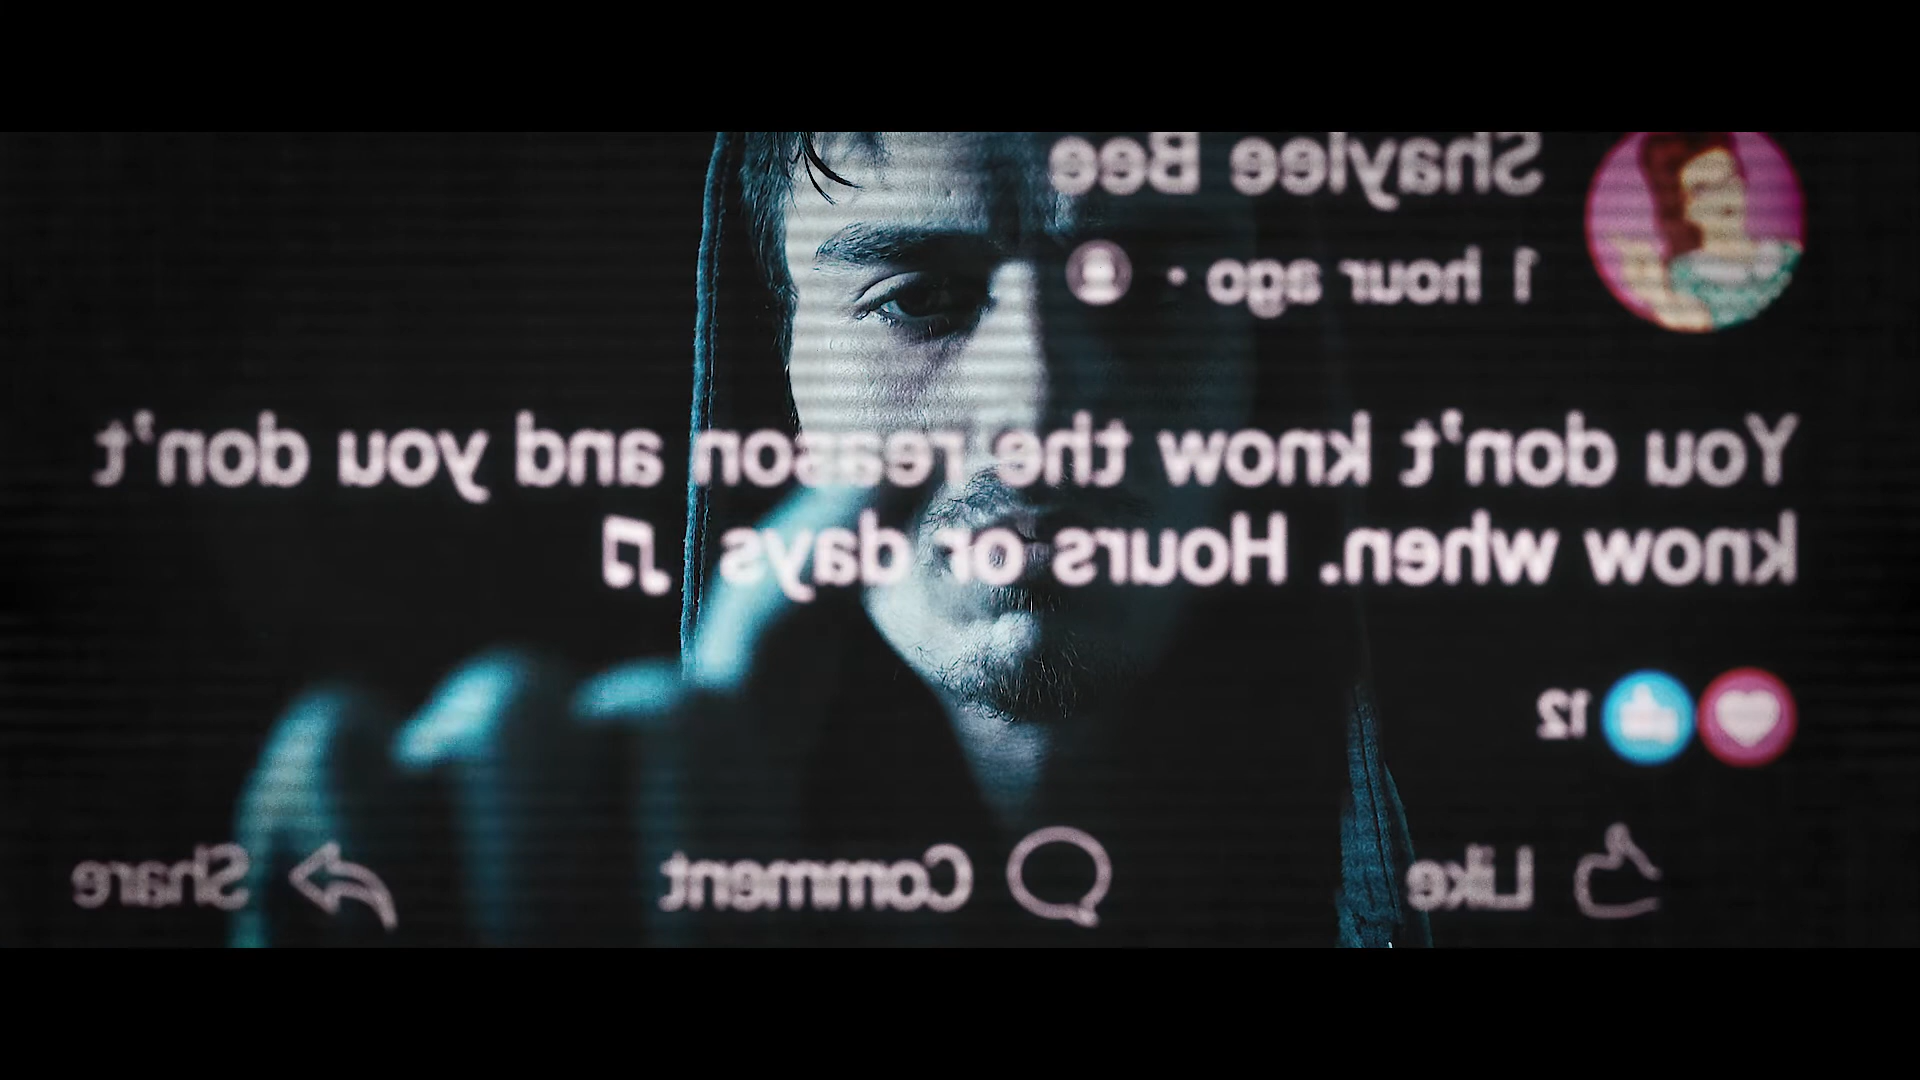 Shaylee Bee
1 hour ago
You don't know the reason and you don't
know when. Hours or days
12
Like
Comment
Share